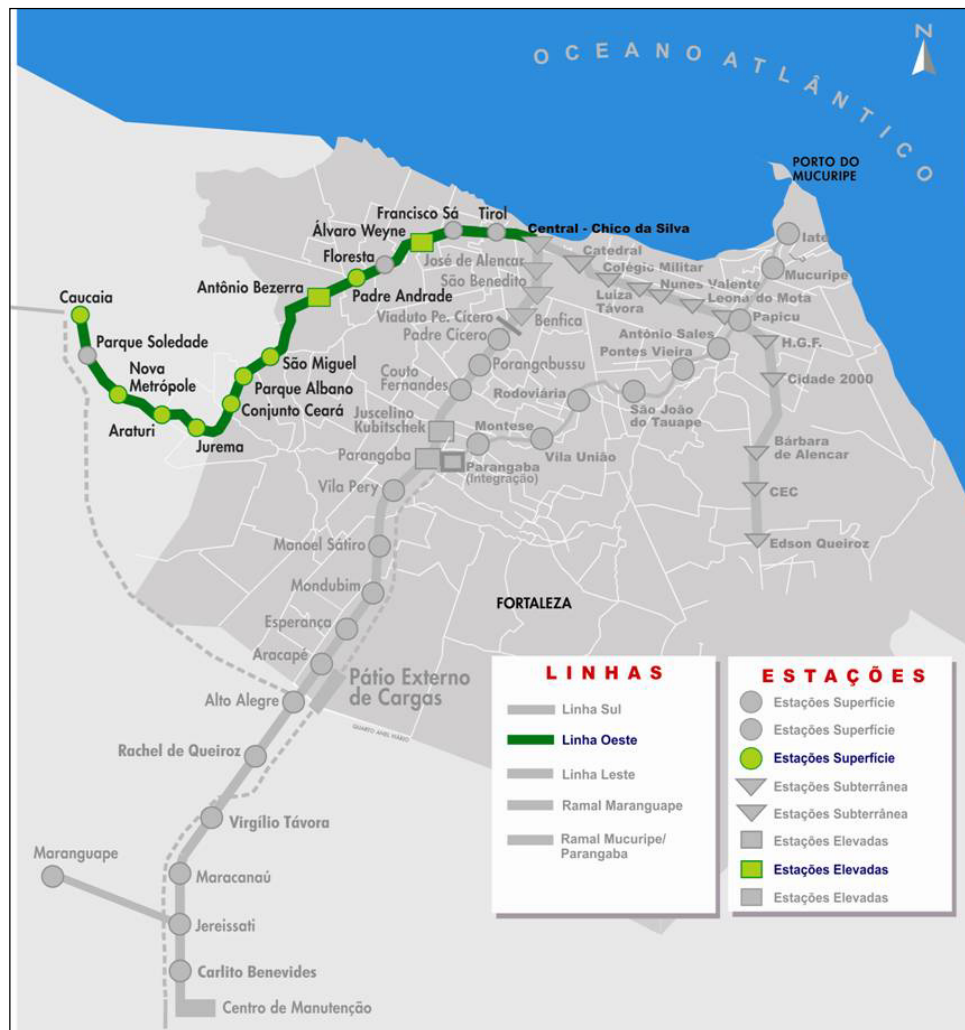 N
OCEANO ATLÂNTICO
PORTO DO
MUCURIPE
Francisco Sá
Tirol
Álvaro Weyne
Central - Chico da Silva
Iate
Floresta
José de Alencar
Catedral
Colégio Militar
Mucuripe
Antônio Bezerra
Padre Andrade
São Benedito
Nunes Valente
Luiza
Távora
Leona do Mota
Caucaia
Viaduto Pe. Cícero
Benfica
Papicu
Parque Soledade
Padre Cícero
Antônio Sales
H.G.F.
Nova
Metrópole
São Miguel
Porangabussu
Pontes Vieira
Parque Albano
Couto
Fernandes
Cidade 2000
Conjunto Ceará
Rodoviária
Araturi
Jurema
Juscelino
Kubitschek
Montese
São João
do Tauape
Vila União
Bárbara
de Alencar
Parangaba
Parangaba
(Integração)
Vila Pery
CEC
Manoel Sátiro
Edson Queiroz
Mondubim
FORTALEZA
Esperança
Aracapé
Pátio Externo
de Cargas
Alto Alegre
QUARTO ANEL VIÁRIO
Rachel de Queiroz
Virgílio Távora
Maranguape
Maracanaú
Jereissati
Carlito Benevides
Centro de Manutenção
LINHAS
Linha Sul
Linha Oeste
Linha Leste
Ramal Maranguape
Ramal Mucuripe/
Parangaba
ESTAÇÕES
Estações Superfície
Estações Superfície
Estações Superfície
Estações Subterrânea
Estações Subterrânea
Estações Elevadas
Estações Elevadas
Estações Elevadas